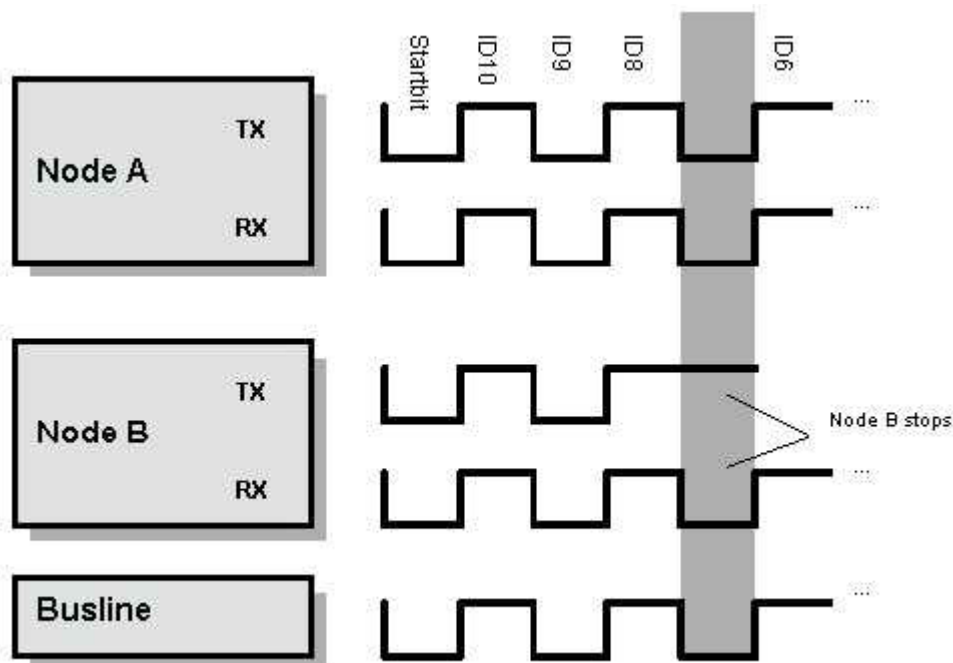 Startbit
ID10
ID9
ID8
ID6
TX
Node A
RX
...
...
TX
Node B
RX
Node B stops
...
Busline
...